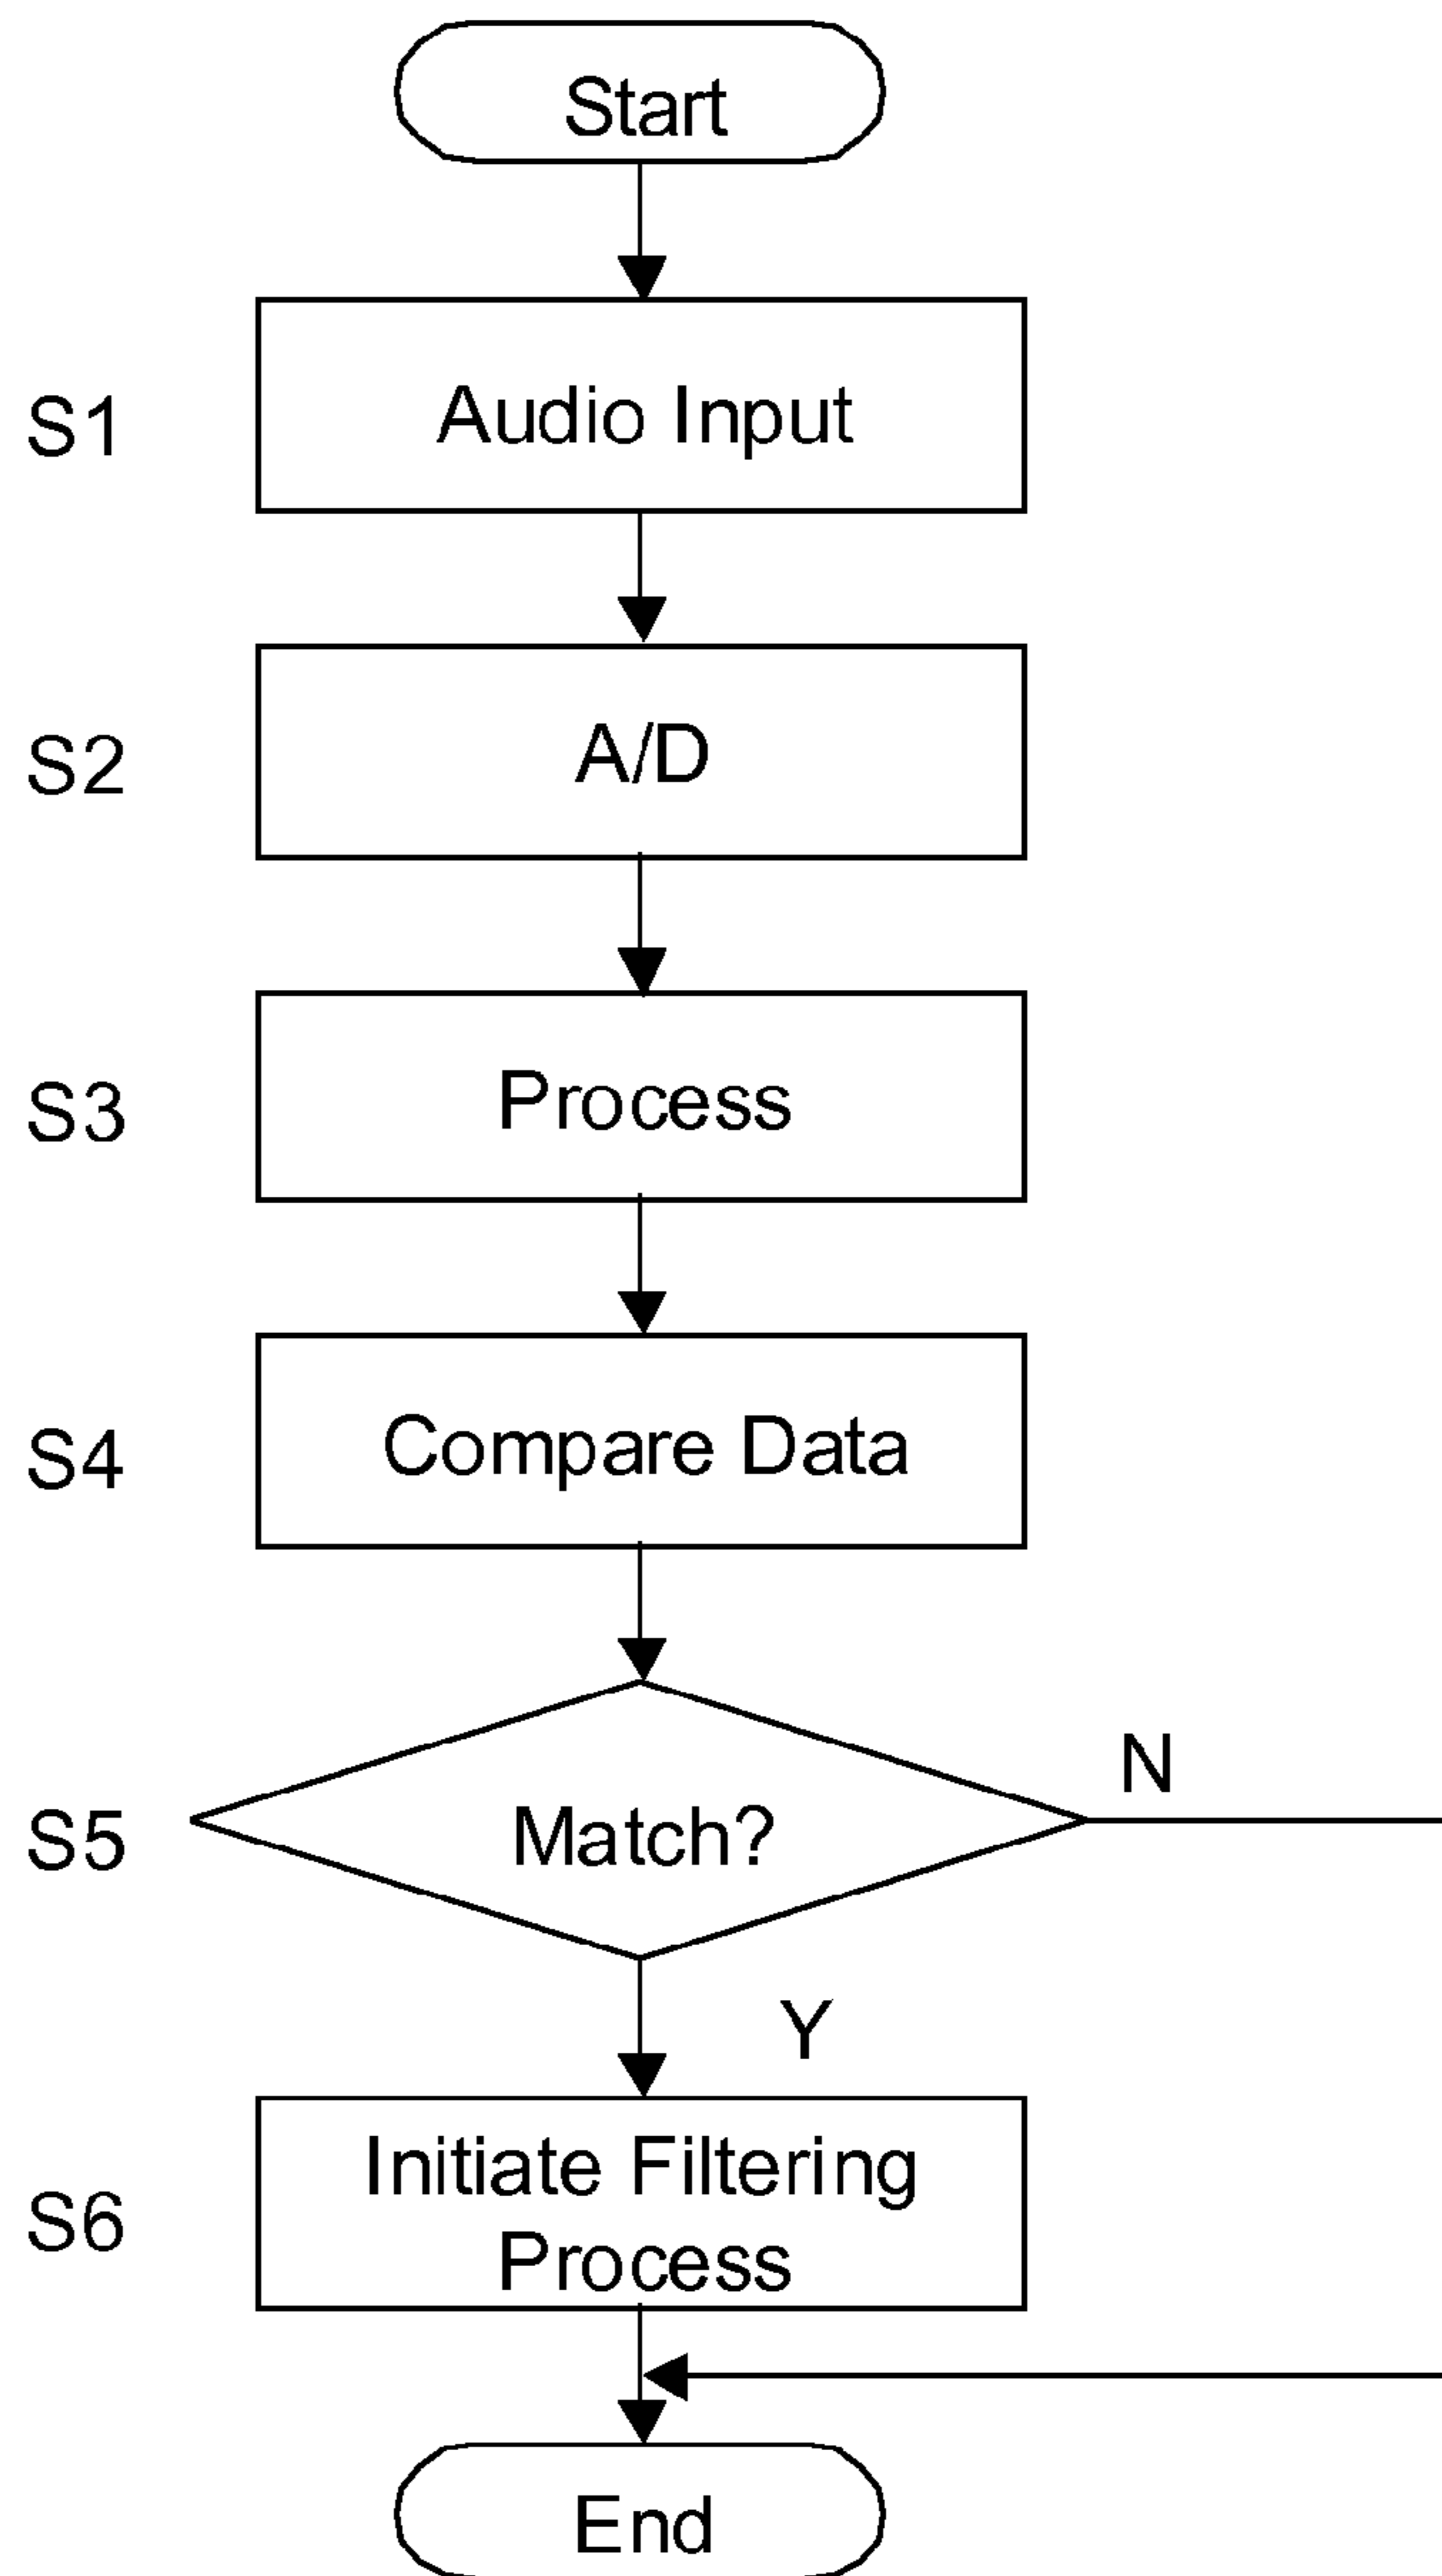 Start
S1
Audio Input
S2
A/D
S3
Process
S4
Compare Data
S5
Match?
N
Y
S6
Initiate Filtering
Process
End